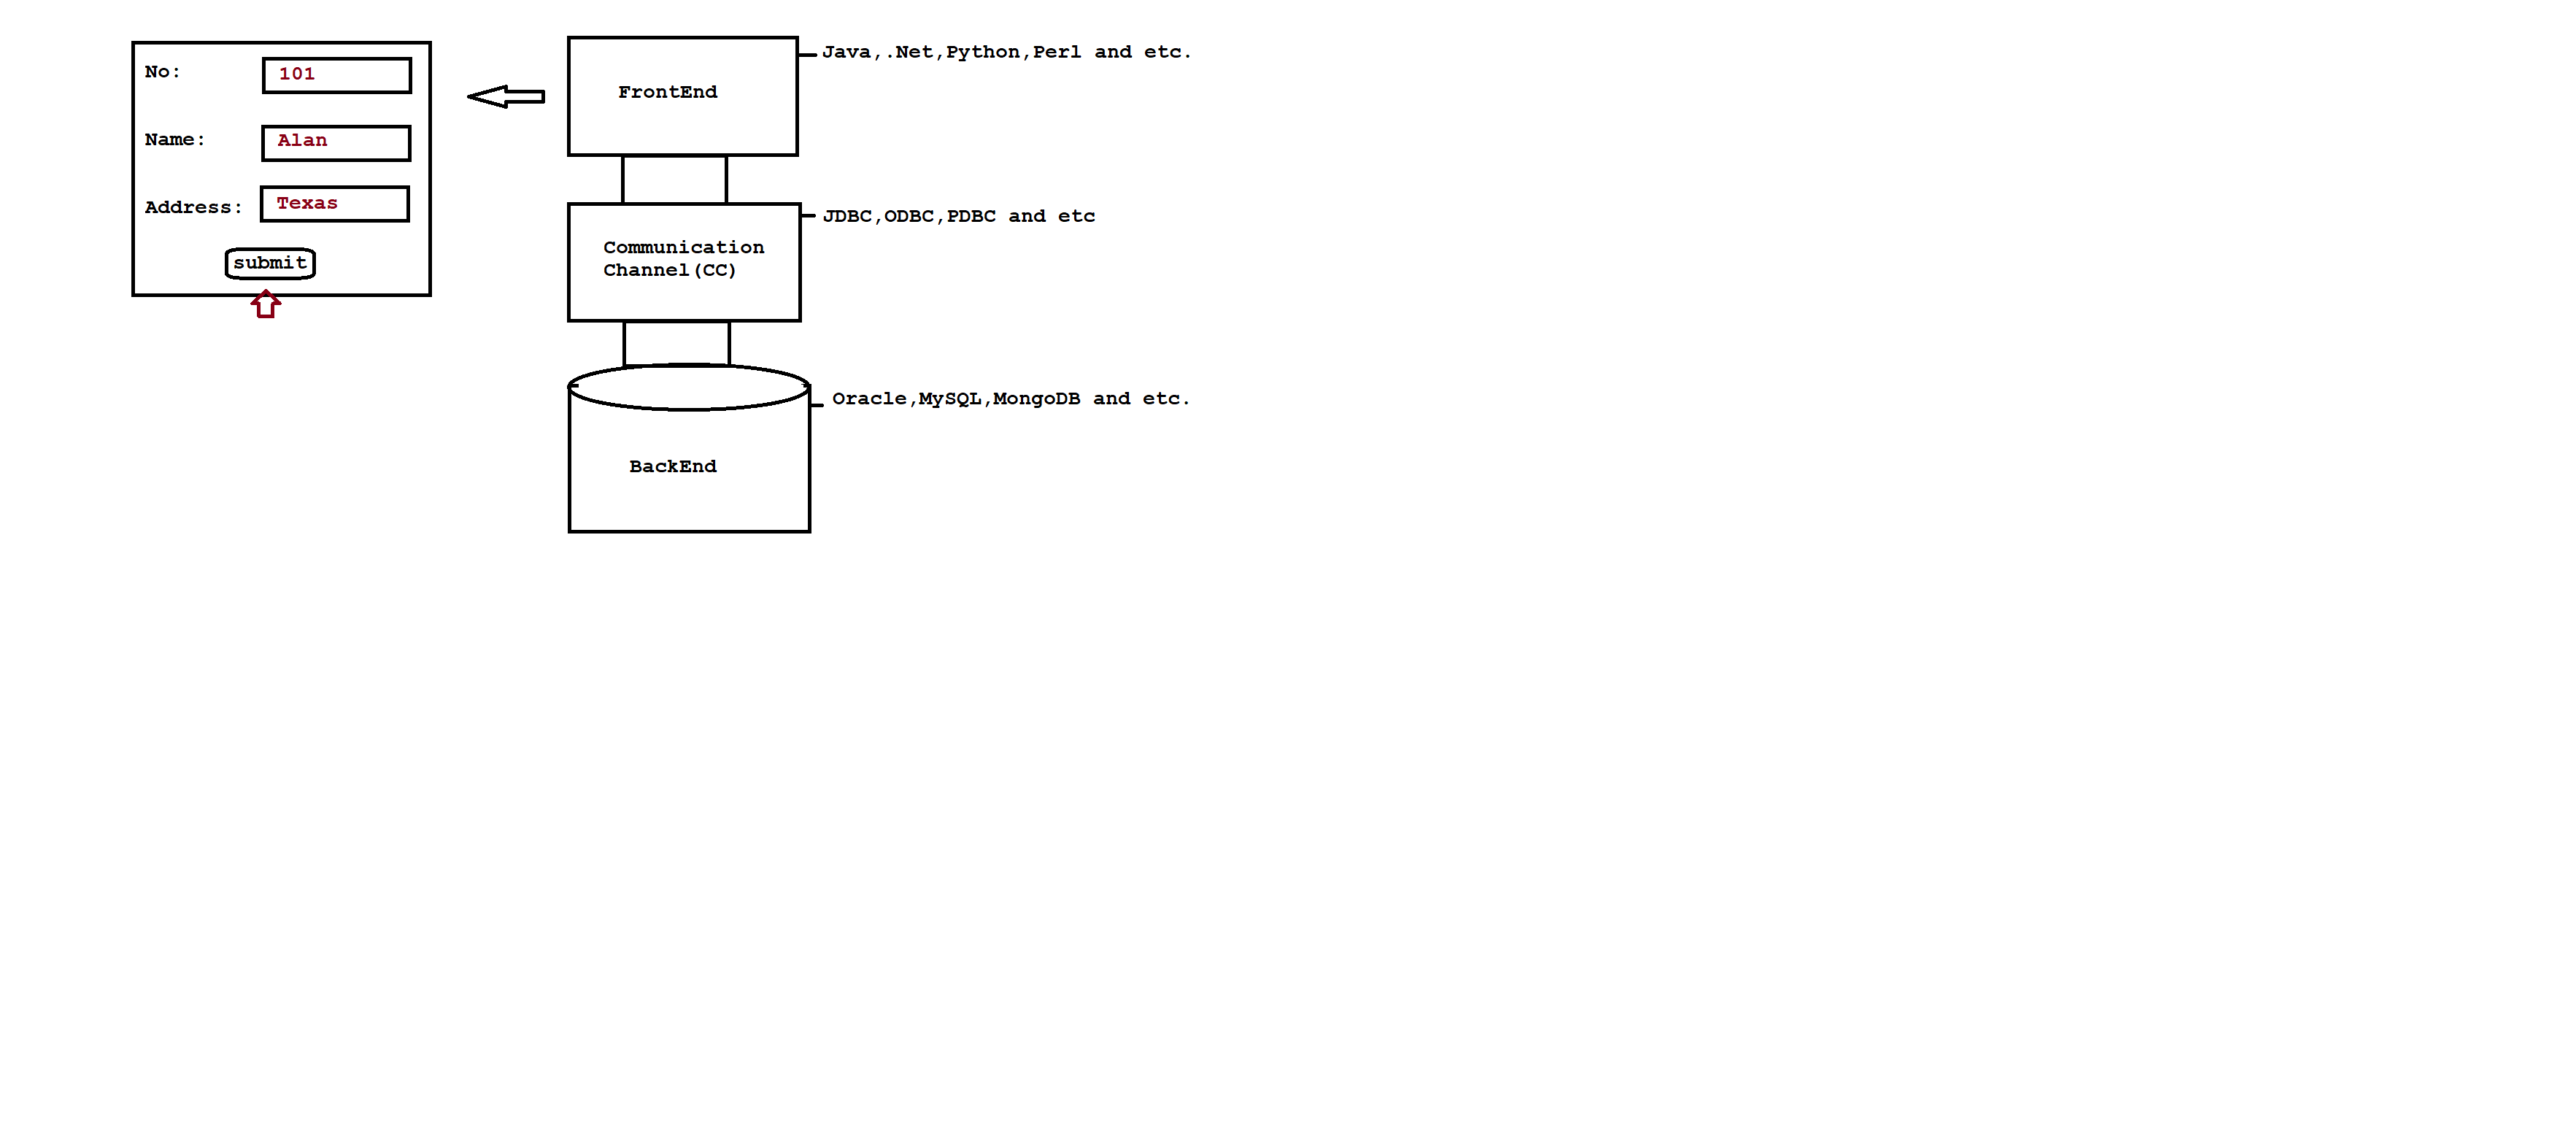 No: 101
Name: Alan
Address: Texas
submit
FrontEnd
Java,.Net,Python,Perl and etc.
Communication
Channel(CC)
JDBC,ODBC,PDBC and etc
BackEnd
Oracle,MySQL,MongoDB and etc.